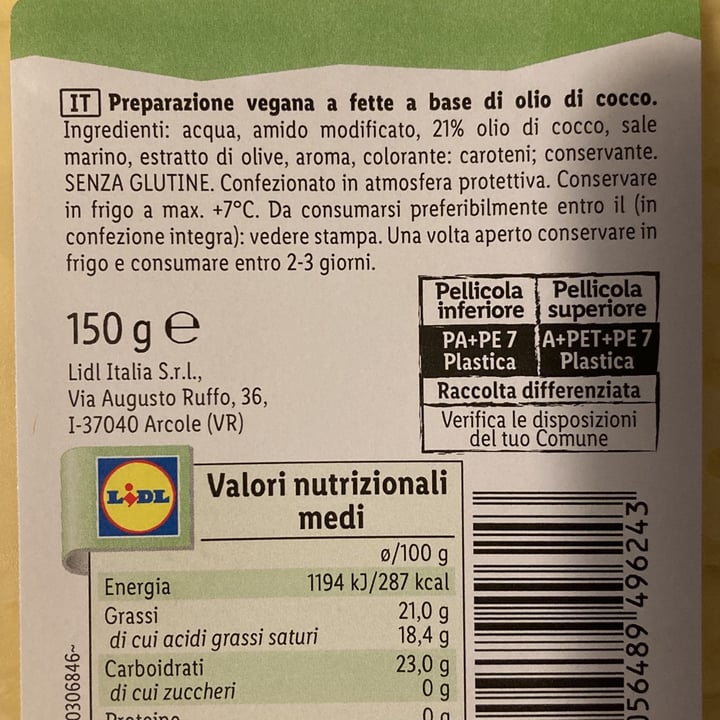 IT Preparazione vegana a fette a base di olio di cocco.
Ingredienti: acqua, amido modificato, 21% olio di cocco, sale
marino, estratto di olive, aroma, colorante: caroteni; conservante.
SENZA GLUTINE. Confezionato in atmosfera protettiva. Conservare
in frigo a max. +7°C. Da consumarsi preferibilmente entro il (in
confezione integra): vedere stampa. Una volta aperto conservare in
frigo e consumare entro 2-3 giorni.
150 g e
Lidl Italia S.r.l.,
Via Augusto Ruffo, 36,
I-37040 Arcole (VR)
Pellicola inferiore
Pellicola superiore
PA+PE 7 Plastica
A+PET+PE 7 Plastica
Raccolta differenziata
Verifica le disposizioni
del tuo Comune
LIDL
Valori nutrizionali
medi
ø/100 g
Energia 1194 kJ/287 kcal
Grassi 21,0 g
di cui acidi grassi saturi 18,4 g
Carboidrati 23,0 g
di cui zuccheri 0 g
Proteine 0 g
0306846~
56489 496243